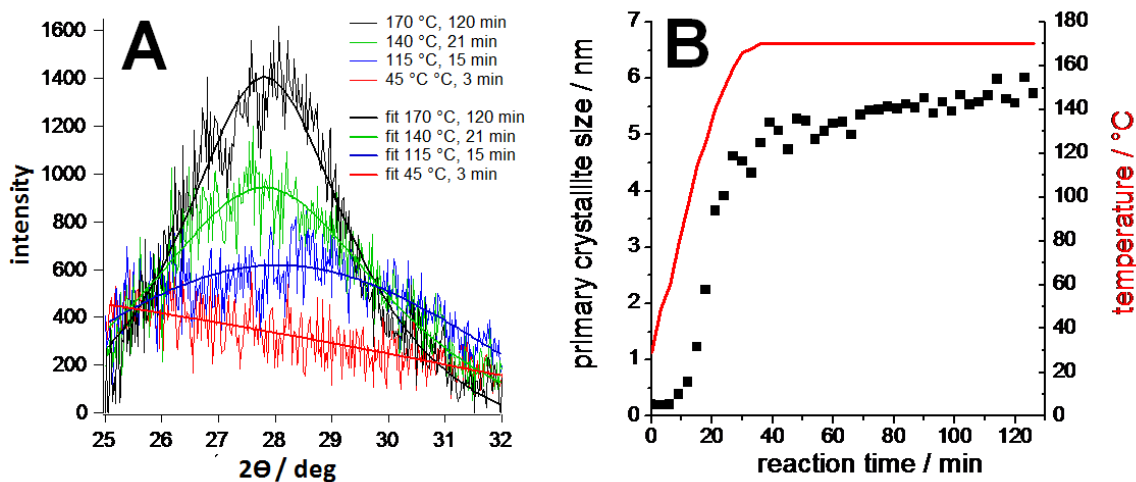 A
170 °C, 120 min
140 °C, 21 min
115 °C, 15 min
45 °C °C, 3 min
fit 170 °C, 120 min
fit 140 °C, 21 min
fit 115 °C, 15 min
fit 45 °C, 3 min
intensity
1600
1400
1200
1000
800
600
400
200
0
25 26 27 28 29 30 31 32
2Θ / deg
B
primary crystallite size / nm
7
6
5
4
3
2
1
0
0 20 40 60 80 100 120
reaction time / min
180
160
140
120
100
80
60
40
20
0
temperature / °C